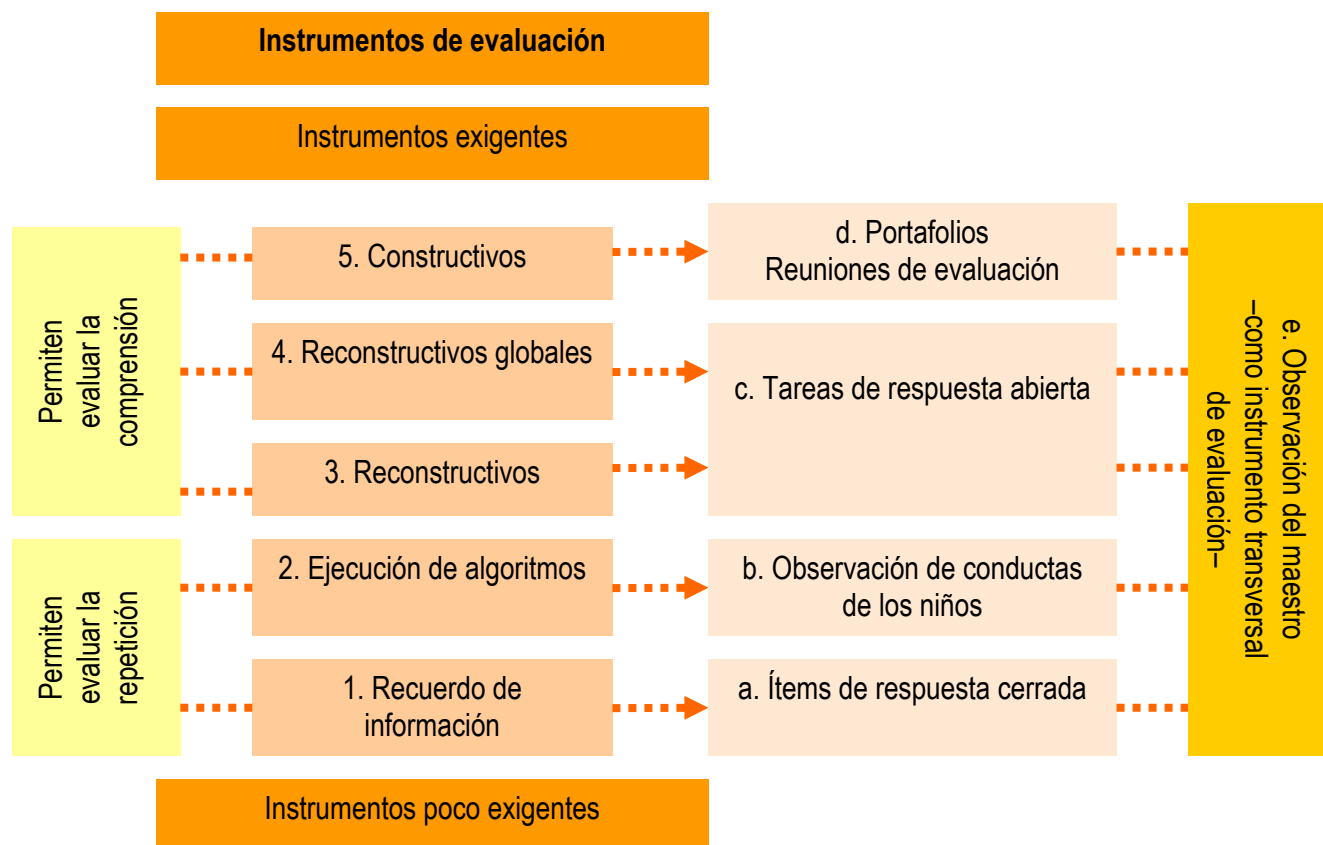 Instrumentos de evaluación
Instrumentos exigentes
Permiten
evaluar la
comprensión
5. Constructivos
d. Portafolios
Reuniones de evaluación
4. Reconstructivos globales
c. Tareas de respuesta abierta
3. Reconstructivos
Permiten
evaluar la
repetición
2. Ejecución de algoritmos
b. Observación de conductas
de los niños
1. Recuerdo de
información
a. Ítems de respuesta cerrada
e. Observación del maestro
–como instrumento transversal
de evaluación–
Instrumentos poco exigentes